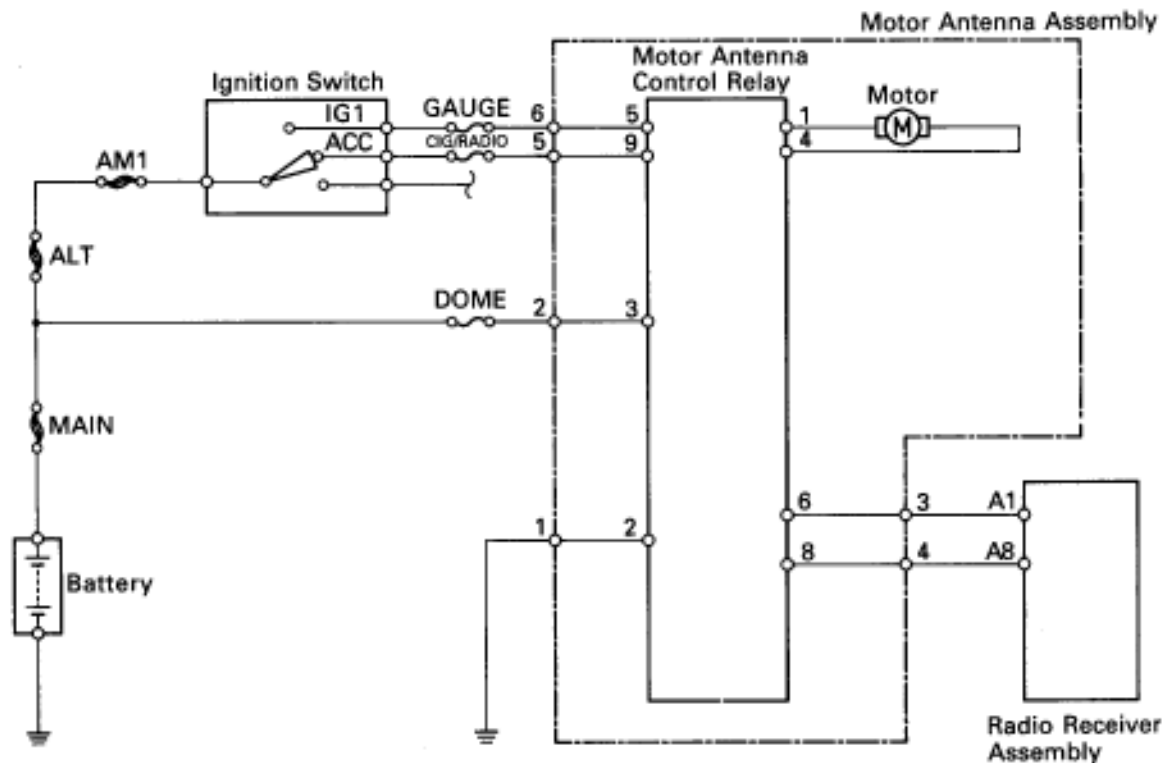 Motor Antenna Assembly
Ignition Switch
Motor Antenna
Control Relay
Motor
IG1
GAUGE
6
5
1
M
ACC
CIG/RADIO
5
9
4
AM1
ALT
DOME
2
3
MAIN
6
3
A1
1
2
8
4
A8
Battery
Radio Receiver
Assembly